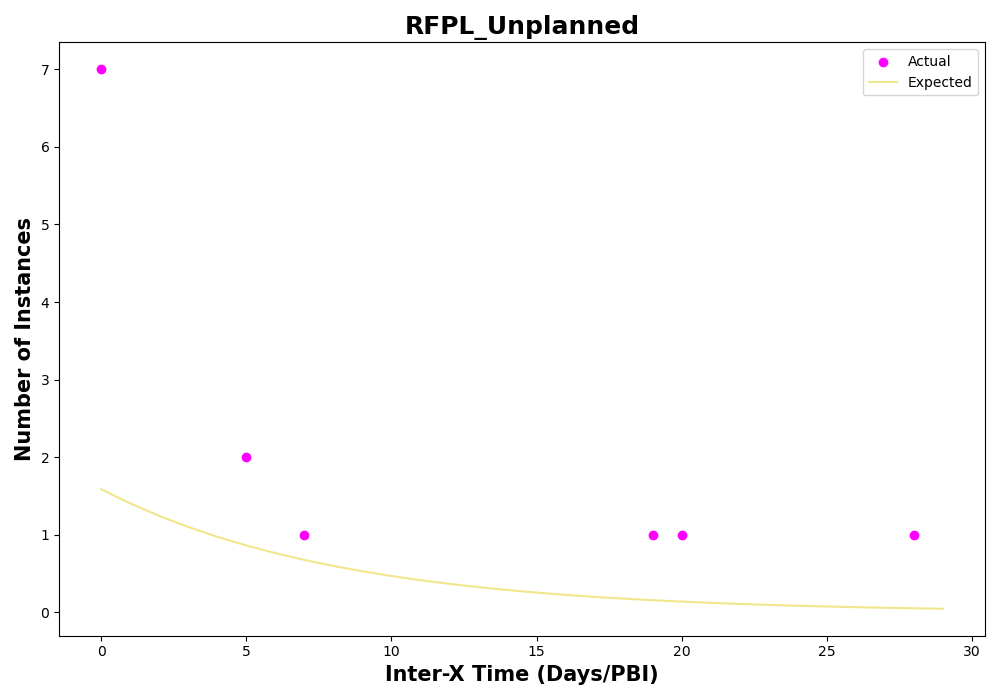 RFPL_Unplanned
Actual
Expected
Number of Instances
7
6
5
4
3
2
1
0
0 5 10 15 20 25 30
Inter-X Time (Days/PBI)